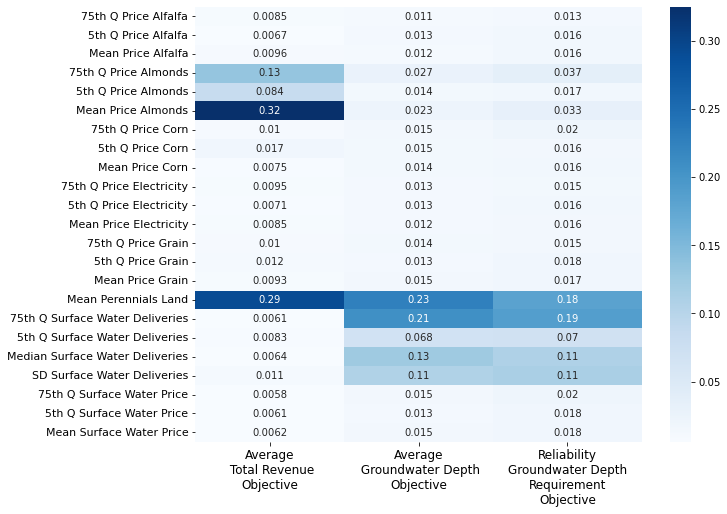 75th Q Price Alfalfa 0.0085 0.011 0.013
5th Q Price Alfalfa 0.0067 0.013 0.016
Mean Price Alfalfa 0.0096 0.012 0.016
75th Q Price Almonds 0.13 0.027 0.037
5th Q Price Almonds 0.084 0.014 0.017
Mean Price Almonds 0.32 0.023 0.033
75th Q Price Corn 0.01 0.015 0.02
5th Q Price Corn 0.017 0.015 0.016
Mean Price Corn 0.0075 0.014 0.016
75th Q Price Electricity 0.0095 0.013 0.015
5th Q Price Electricity 0.0071 0.013 0.016
Mean Price Electricity 0.0085 0.012 0.016
75th Q Price Grain 0.01 0.014 0.015
5th Q Price Grain 0.012 0.013 0.018
Mean Price Grain 0.0093 0.015 0.017
Mean Perennials Land 0.29 0.23 0.18
75th Q Surface Water Deliveries 0.0061 0.21 0.19
5th Q Surface Water Deliveries 0.0083 0.068 0.07
Median Surface Water Deliveries 0.0064 0.13 0.11
SD Surface Water Deliveries 0.011 0.11 0.11
75th Q Surface Water Price 0.0058 0.015 0.02
5th Q Surface Water Price 0.0061 0.013 0.018
Mean Surface Water Price 0.0062 0.015 0.018
Average
Total Revenue
Objective
Average
Groundwater Depth
Objective
Reliability
Groundwater Depth
Requirement
Objective
0.30
0.25
0.20
0.15
0.10
0.05